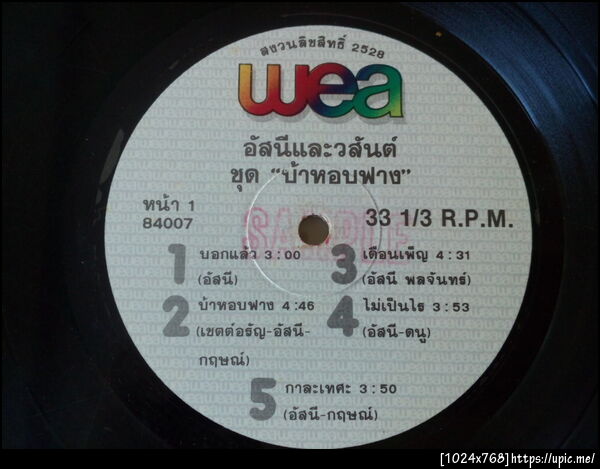 สงวนลิขสิทธิ์ 2528
wea
อัสนีและวสันต์
ชุด "บ้าหอบฟาง"
หน้า 1
84007
33 1/3 R.P.M.
SAMPLE
1 บอกแล้ว 3:00
(อัสนี)
2 บ้าหอบฟาง 4:46
(เขตต์อรัญ-อัสนี-
กฤษณ์)
3 เดือนเพ็ญ 4:31
(อัสนี พลจันทร์)
4 ไม่เป็นไร 3:53
(อัสนี-ดนู)
5 กาละเทศะ 3:50
(อัสนี-กฤษณ์)
[1024x768]https://upic.me/